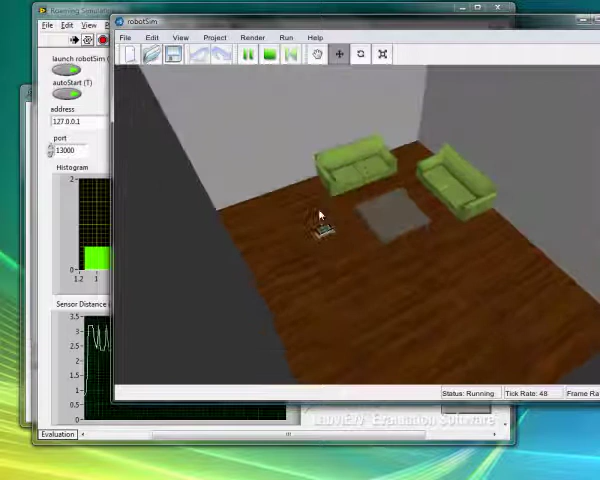 Roaming Simulatio
robotSim
File Edit View P
File Edit View Project Render Run Help
launch robotSim (
autoStart (T)
address
127.0.0.1
port
13000
Histogram
2
0
1.2 1
Sensor Distance (
3.5
3
2.5
2
1.5
1
0.5
0
Status: Running Tick Rate: 48 Frame Ra
LabVIEW Evaluation Software
Evaluation